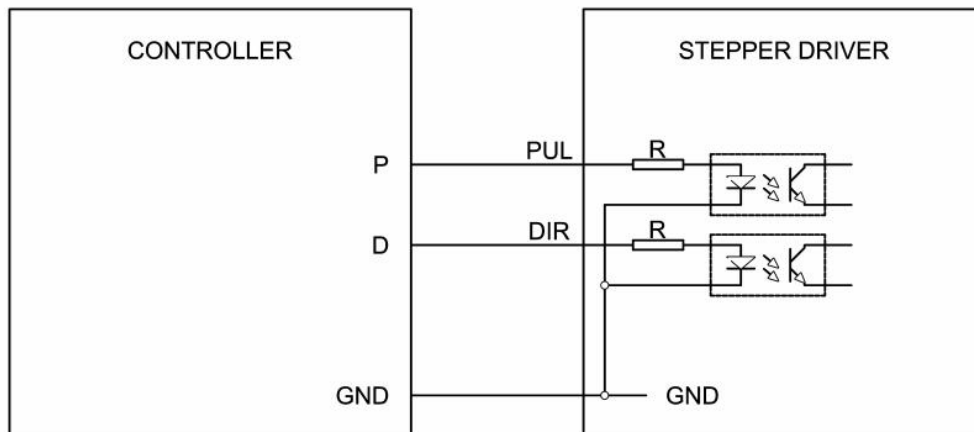 CONTROLLER
STEPPER DRIVER
P
PUL
R
D
DIR
R
GND
GND